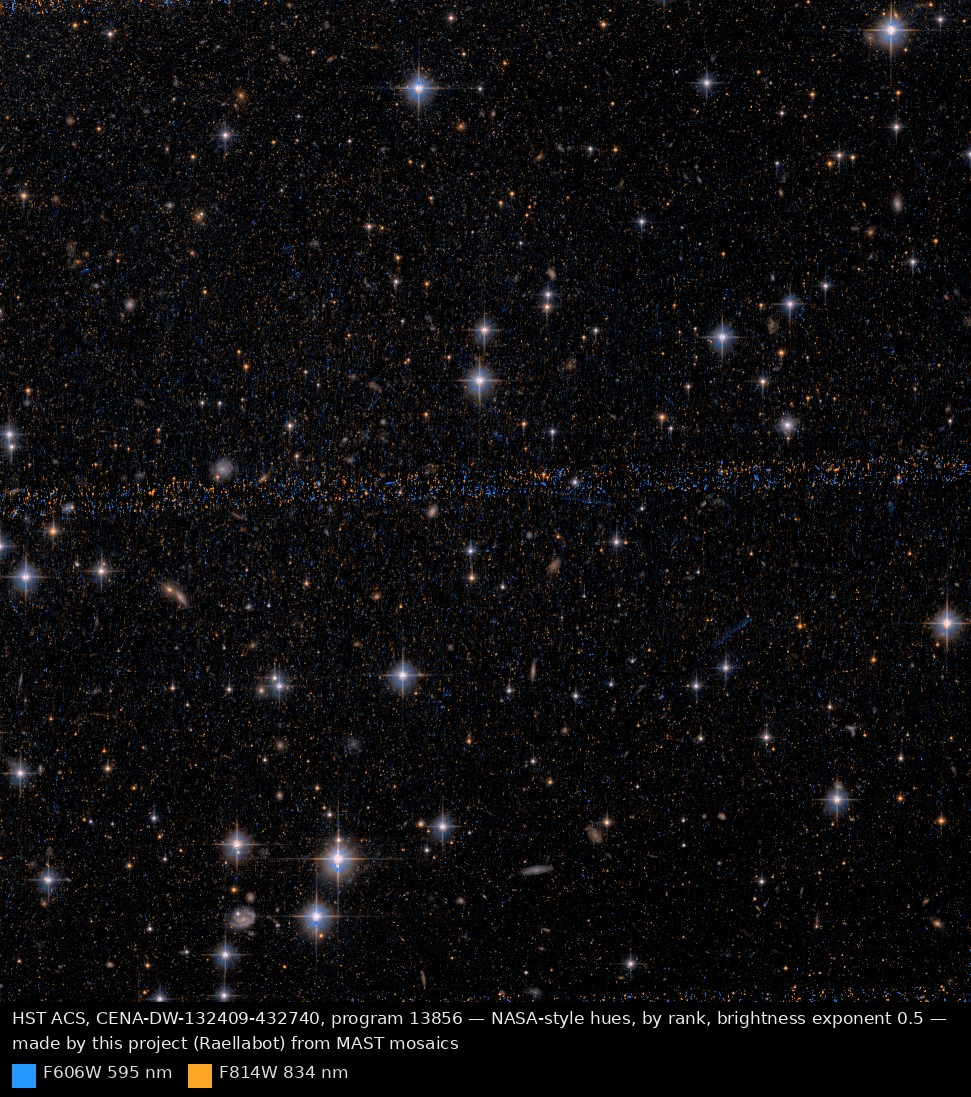 HST ACS, CENA-DW-132409-432740, program 13856 — NASA-style hues, by rank, brightness exponent 0.5 —
made by this project (Raellabot) from MAST mosaics
F606W 595 nm F814W 834 nm